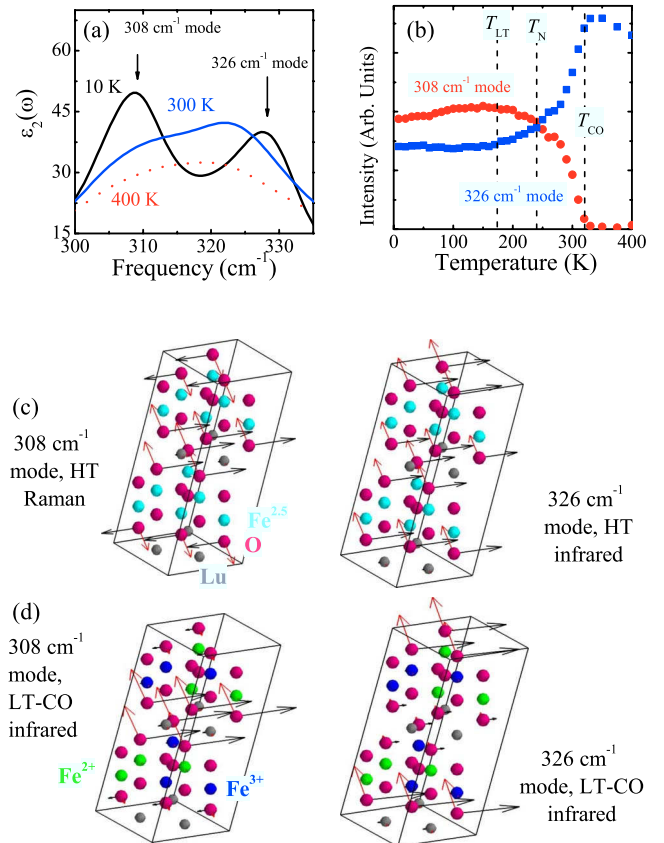 (a)
308 cm⁻¹ mode
326 cm⁻¹ mode
10 K
300 K
400 K
ε₂(ω)
60
45
30
15
300
310
320
330
Frequency (cm⁻¹)
(b)
T_LT
T_N
T_CO
308 cm⁻¹ mode
326 cm⁻¹ mode
Intensity (Arb. Units)
0
100
200
300
400
Temperature (K)
(c)
308 cm⁻¹
mode, HT
Raman
Fe²·⁵
O
Lu
326 cm⁻¹
mode, HT
infrared
(d)
308 cm⁻¹
mode,
LT-CO
infrared
Fe²⁺
Fe³⁺
326 cm⁻¹
mode, LT-CO
infrared